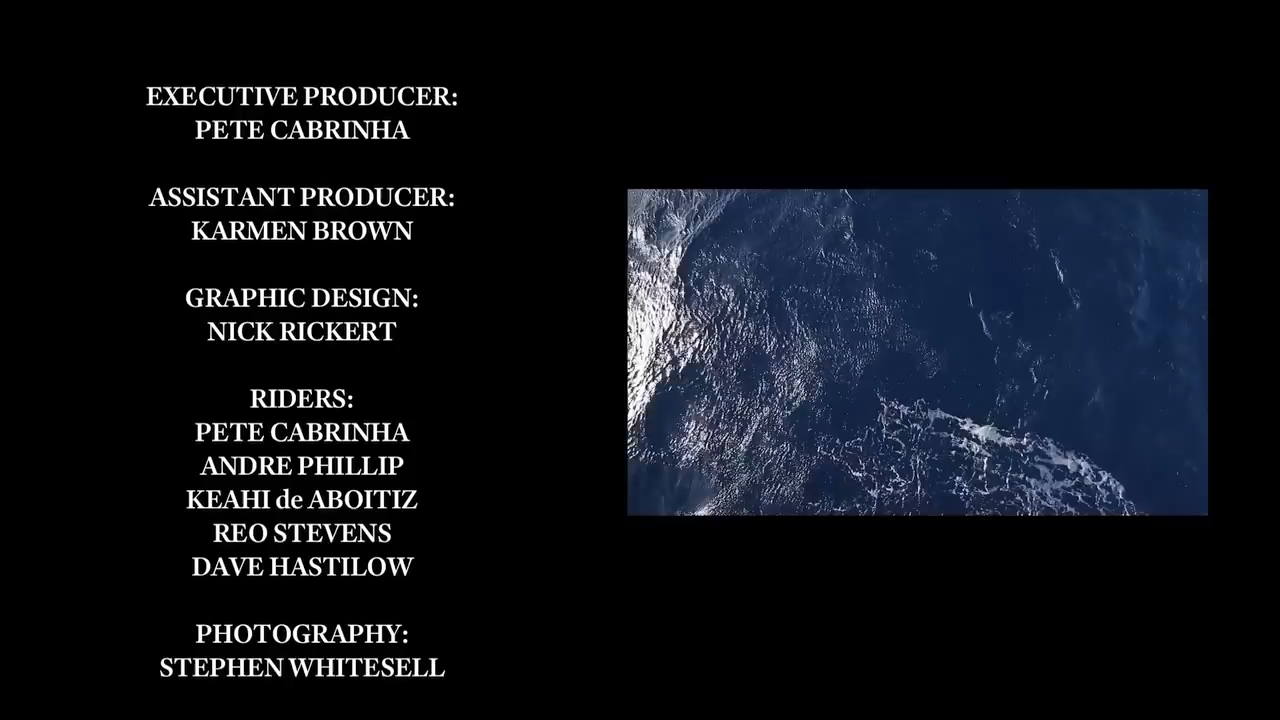 EXECUTIVE PRODUCER:
PETE CABRINHA
ASSISTANT PRODUCER:
KARMEN BROWN
GRAPHIC DESIGN:
NICK RICKERT
RIDERS:
PETE CABRINHA
ANDRE PHILLIP
KEAHI de ABOITIZ
REO STEVENS
DAVE HASTILOW
PHOTOGRAPHY:
STEPHEN WHITESELL